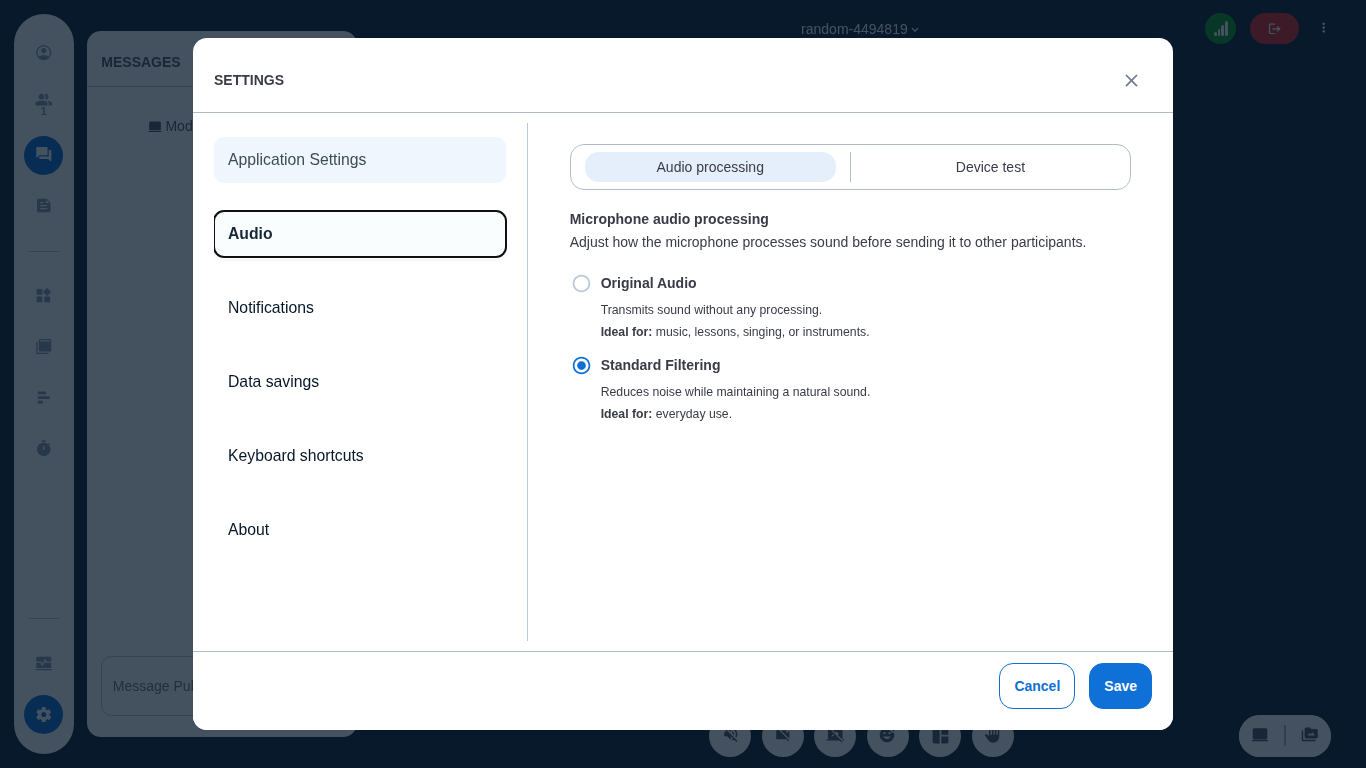 random-4494819
MESSAGES
1
SETTINGS
Application Settings
Audio
Notifications
Data savings
Keyboard shortcuts
About
Audio processing
Device test
Microphone audio processing
Adjust how the microphone processes sound before sending it to other participants.
Original Audio
Transmits sound without any processing.
Ideal for: music, lessons, singing, or instruments.
Standard Filtering
Reduces noise while maintaining a natural sound.
Ideal for: everyday use.
Message
Cancel
Save